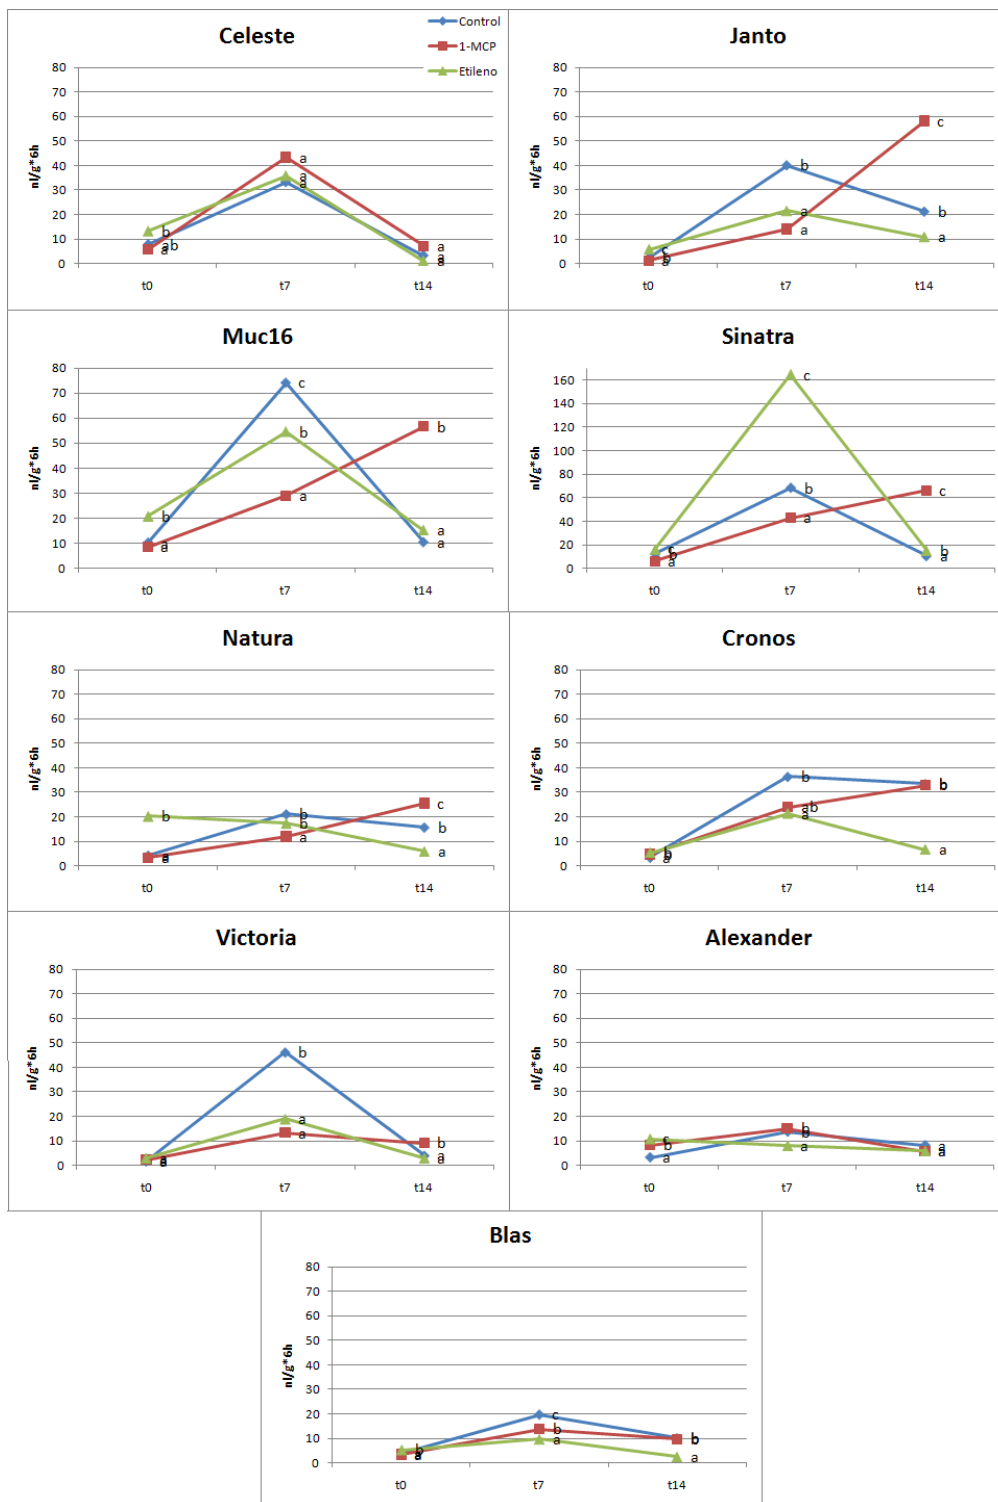 Celeste
Control
1-MCP
Etileno
nl/g*6h
80
70
60
50
40
30
20
10
0
t0
t7
t14
b
ab
a
a
a
a
a
a
a
Janto
nl/g*6h
80
70
60
50
40
30
20
10
0
t0
t7
t14
c
b
a
b
a
a
c
b
a
Muc16
nl/g*6h
80
70
60
50
40
30
20
10
0
t0
t7
t14
b
a
a
c
b
a
b
a
a
Sinatra
nl/g*6h
160
140
120
100
80
60
40
20
0
t0
t7
t14
c
b
a
c
b
a
c
b
a
Natura
nl/g*6h
80
70
60
50
40
30
20
10
0
t0
t7
t14
b
a
a
b
b
a
c
b
a
Cronos
nl/g*6h
80
70
60
50
40
30
20
10
0
t0
t7
t14
b
b
a
b
ab
a
b
b
a
Victoria
nl/g*6h
80
70
60
50
40
30
20
10
0
t0
t7
t14
a
a
a
b
a
a
b
a
a
Alexander
nl/g*6h
80
70
60
50
40
30
20
10
0
t0
t7
t14
c
b
a
b
b
a
a
a
a
Blas
nl/g*6h
80
70
60
50
40
30
20
10
0
t0
t7
t14
b
a
a
c
b
a
b
b
a